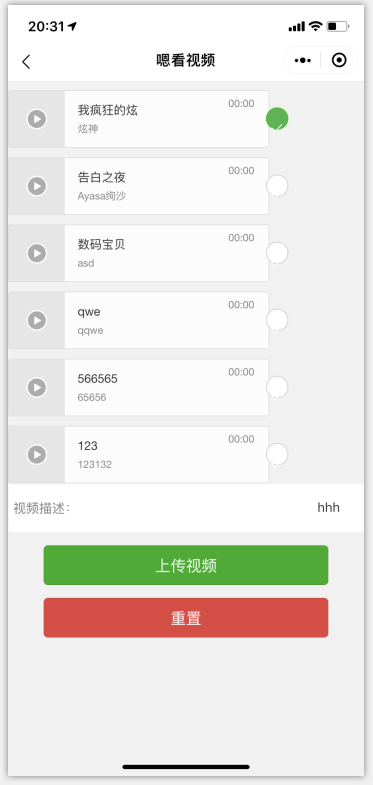 20:31
嗯看视频
我疯狂的炫
00:00
炫神
告白之夜
00:00
Ayasa绚沙
数码宝贝
00:00
asd
qwe
00:00
qqwe
566565
00:00
65656
123
00:00
123132
视频描述:
hhh
上传视频
重置